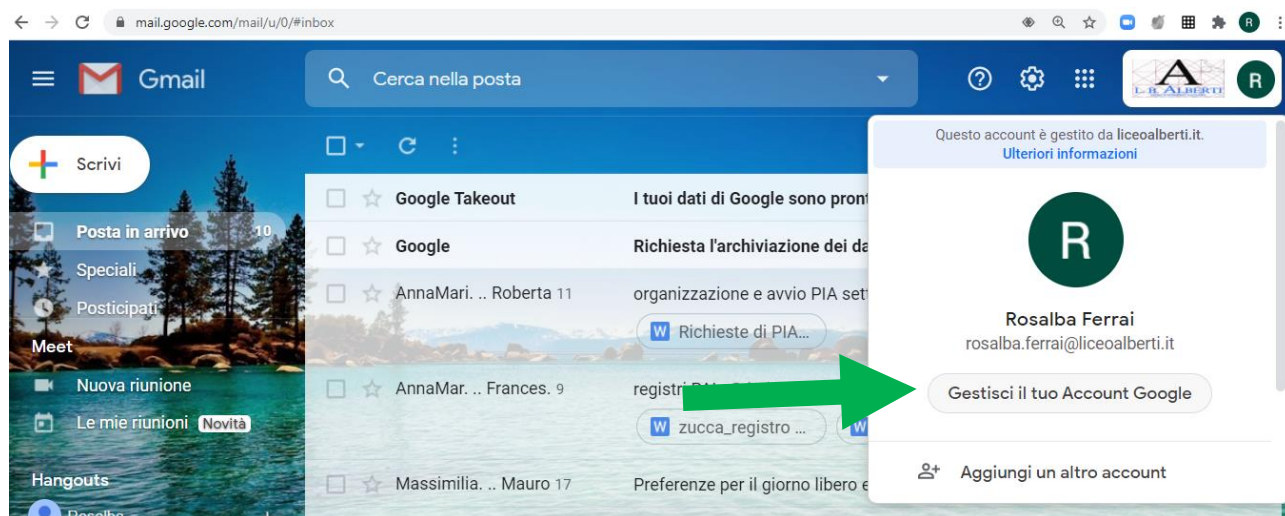 mail.google.com/mail/u/0/#inbox
R
Gmail
Cerca nella posta
A
L. B. ALBERTI
R
Scrivi
Questo account è gestito da liceoalberti.it.
Ulteriori informazioni
Google Takeout
I tuoi dati di Google sono pront
Posta in arrivo 10
Google
Richiesta l'archiviazione dei da
R
Speciali
Posticipati
AnnaMari. .. Roberta 11
organizzazione e avvio PIA set
Rosalba Ferrai
rosalba.ferrai@liceoalberti.it
W Richieste di PIA...
Meet
Nuova riunione
AnnaMar. .. Frances. 9
registri
Gestisci il tuo Account Google
Le mie riunioni Novità
W zucca_registro ...
W
Hangouts
Massimilia. .. Mauro 17
Preferenze per il giorno libero e
Aggiungi un altro account
Rosalba